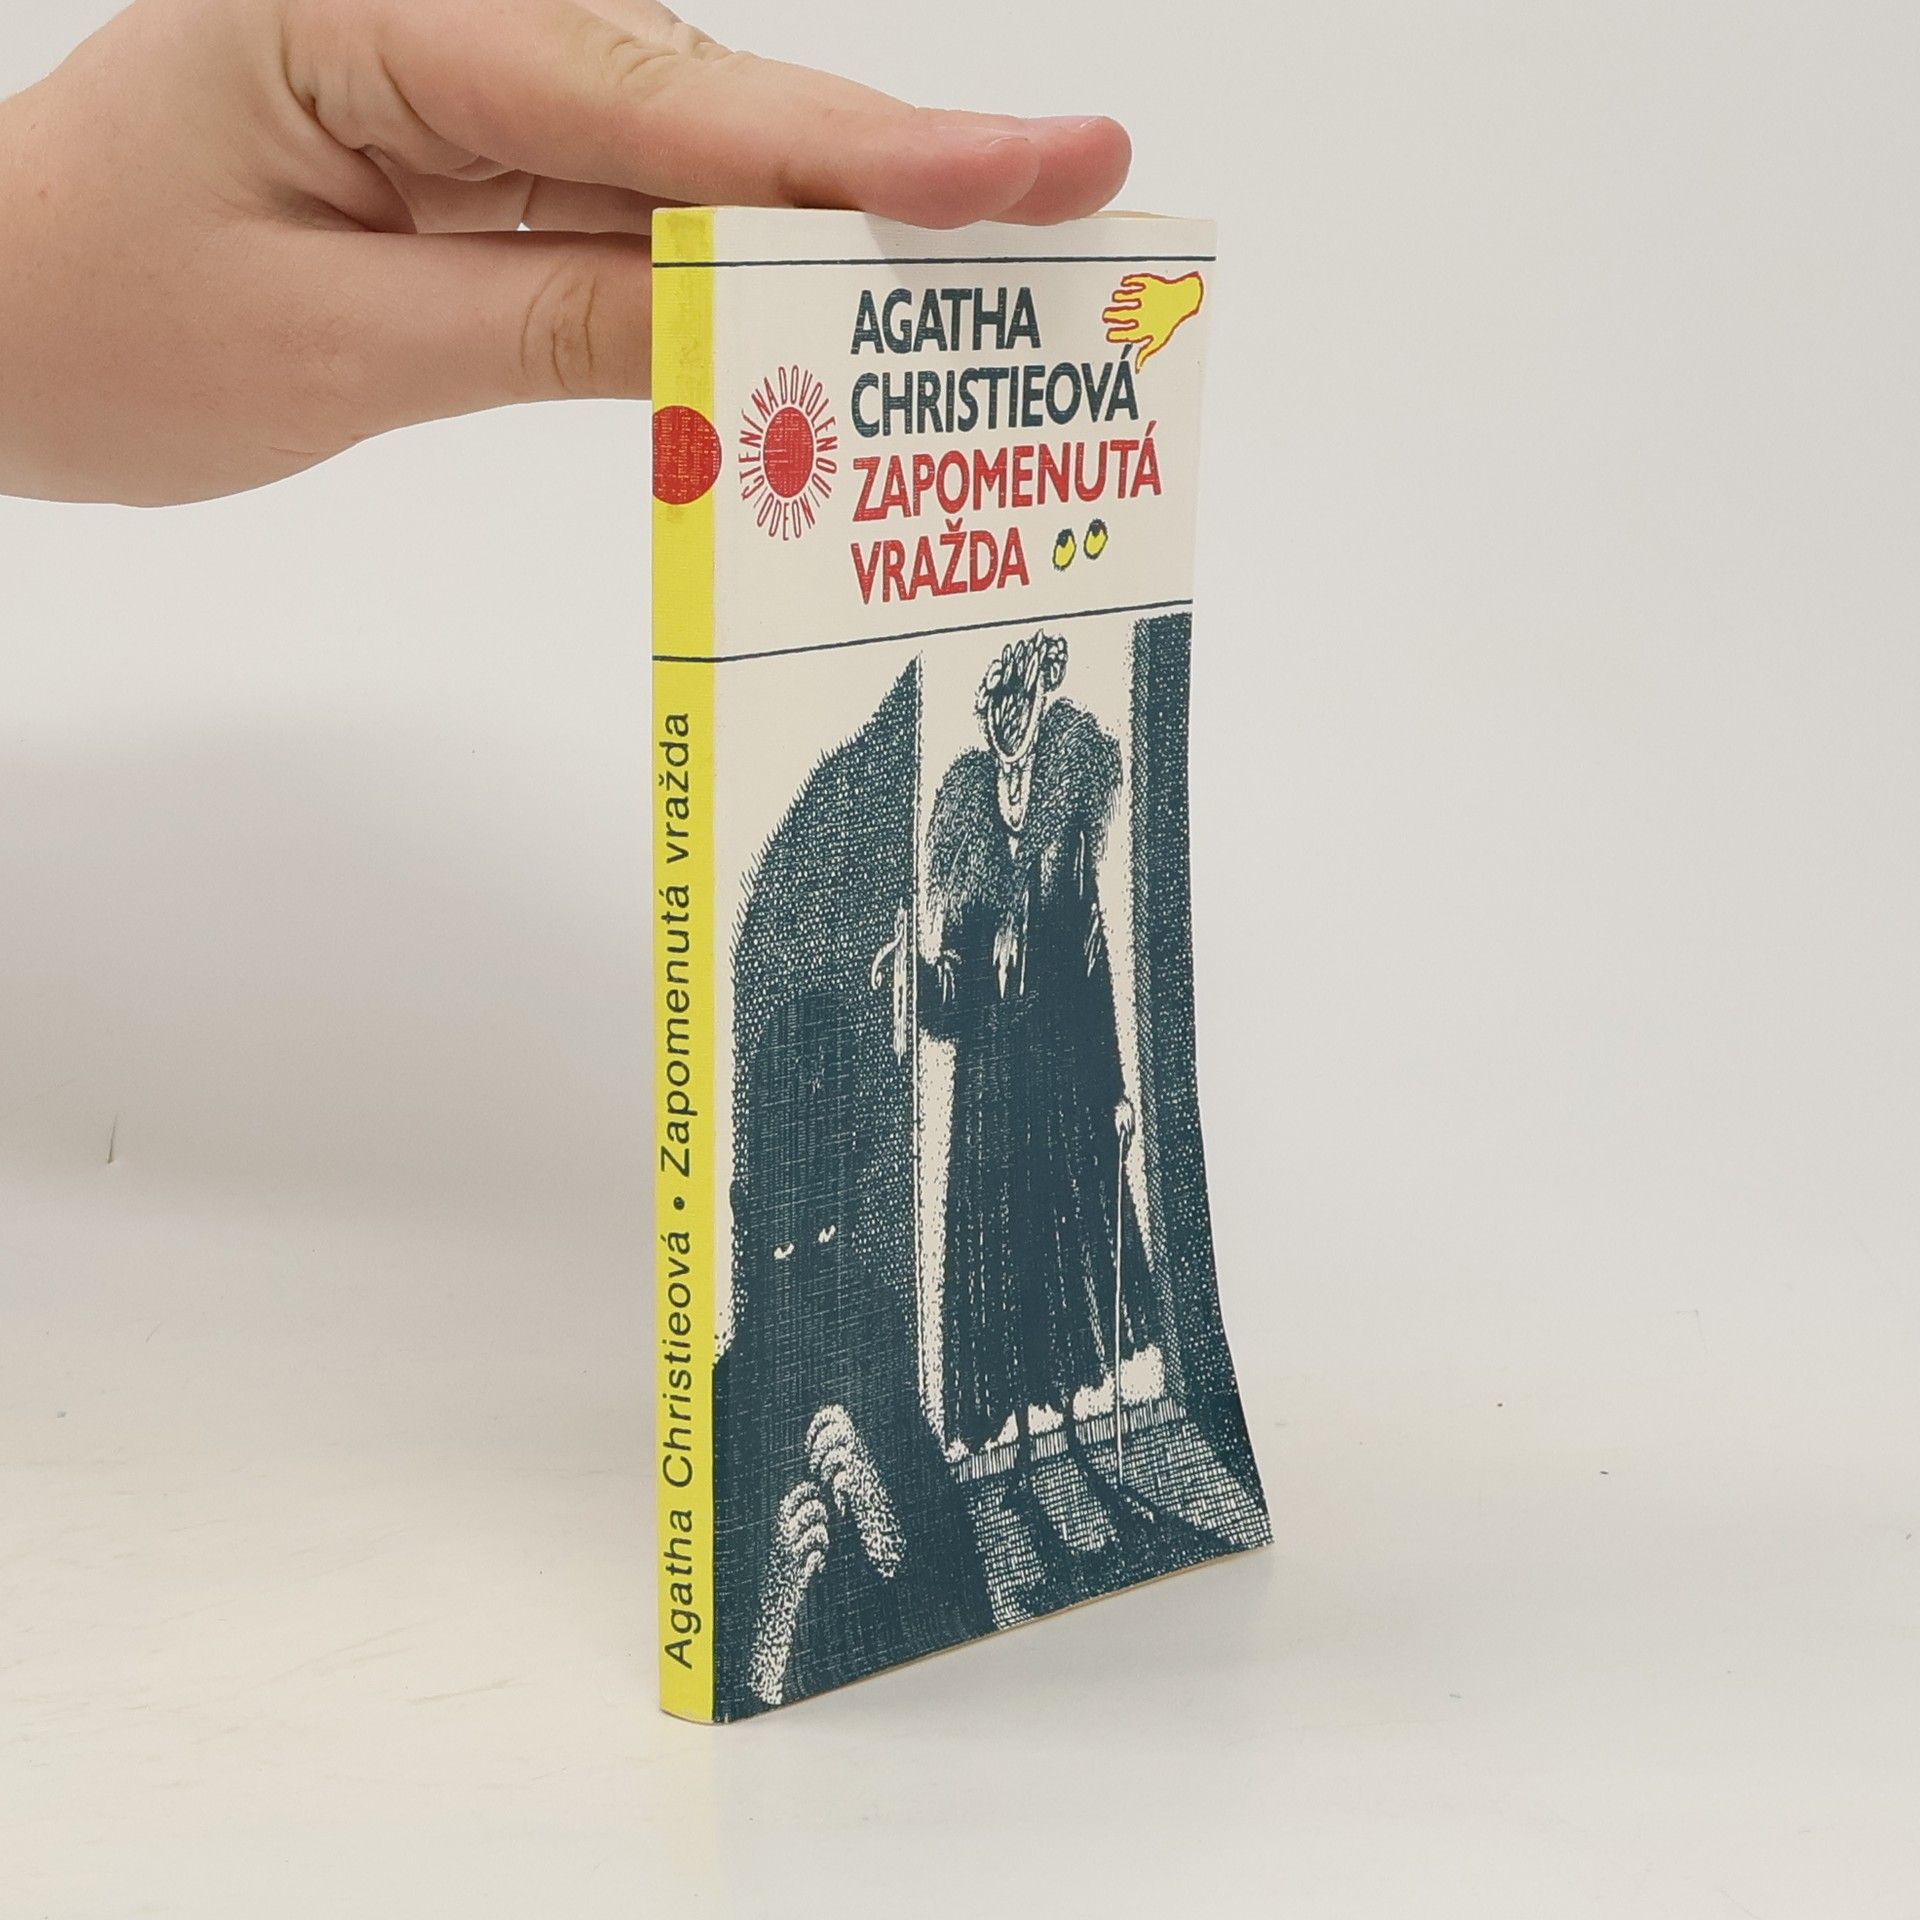 AGATHA
CHRISTIEOVÁ
ZAPOMENUTÁ
VRAŽDA
ČTENÍ NA DOVOLENOU
ODEON
Agatha Christieová • Zapomenutá vražda